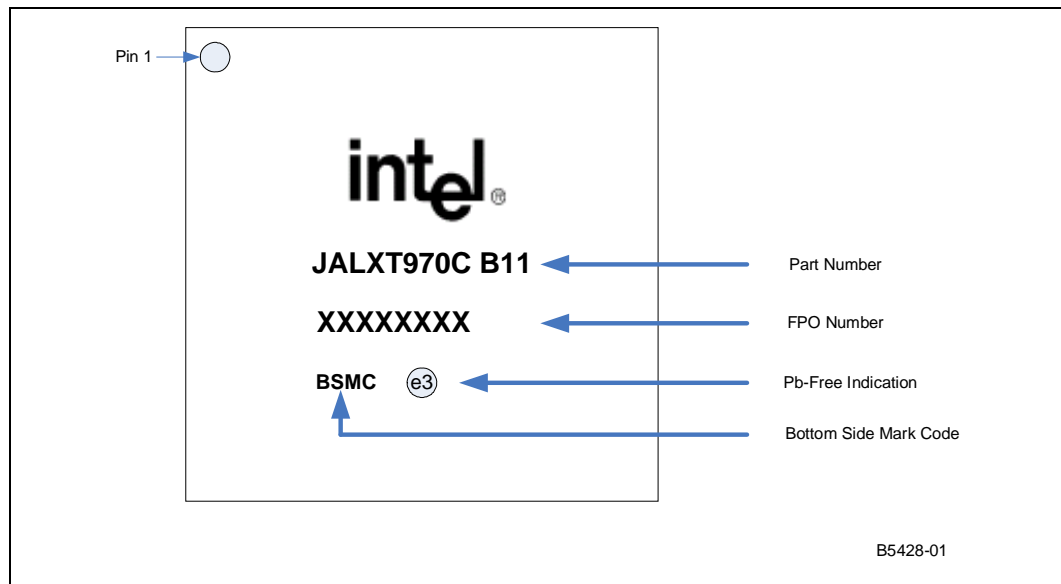 Pin 1
intel®
JALXT970C B11 Part Number
XXXXXXXX FPO Number
BSMC e3 Pb-Free Indication
Bottom Side Mark Code
B5428-01